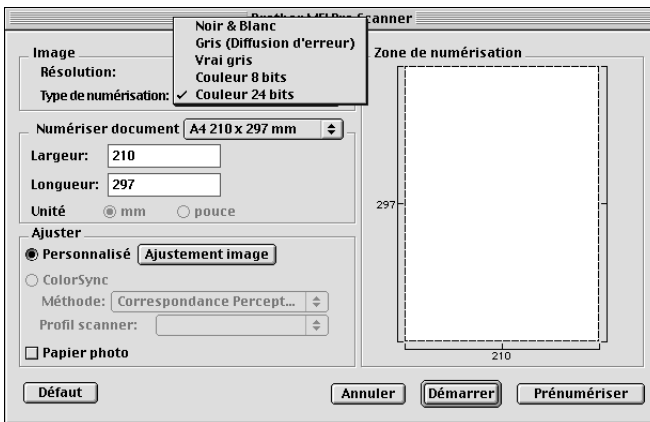 Scanner
Noir & Blanc
Gris (Diffusion d'erreur)
Vrai gris
Couleur 8 bits
Couleur 24 bits
Image
Résolution:
Type de numérisation:
Numériser document A4 210 x 297 mm
Largeur: 210
Longueur: 297
Unité mm pouce
Ajuster
Personnalisé Ajustement image
ColorSync
Méthode: Correspondance Percept...
Profil scanner:
Papier photo
Zone de numérisation
297
210
Défaut Annuler Démarrer Prénumériser